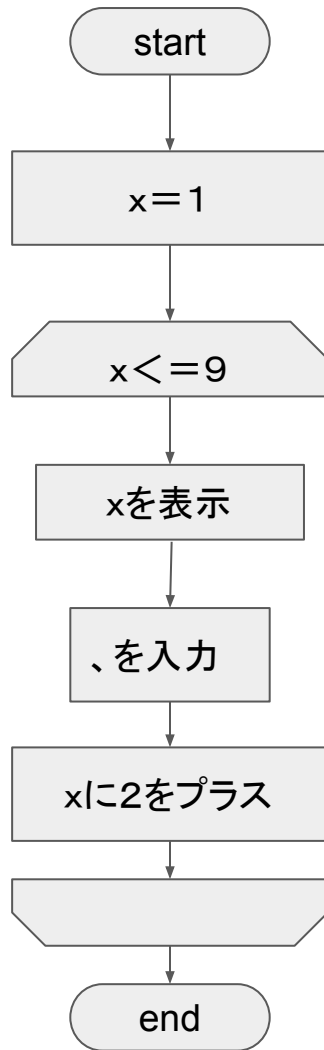 start
x＝１
x＜＝９
xを表示
、を入力
xに２をプラス
end